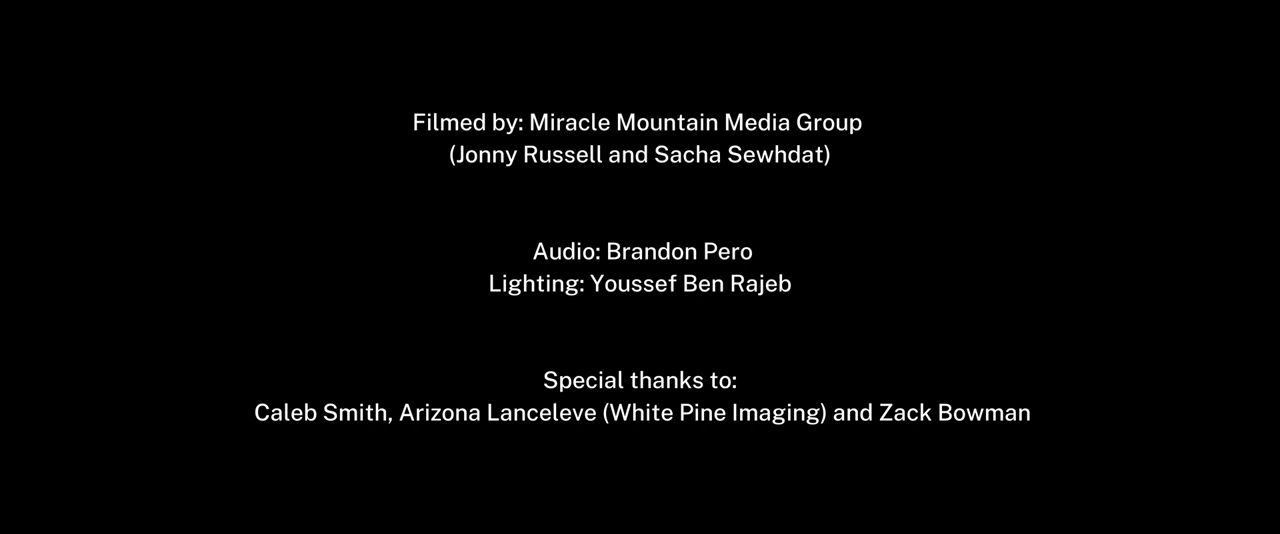 Filmed by: Miracle Mountain Media Group
(Jonny Russell and Sacha Sewhdat)
Audio: Brandon Pero
Lighting: Youssef Ben Rajeb
Special thanks to:
Caleb Smith, Arizona Lanceleve (White Pine Imaging) and Zack Bowman